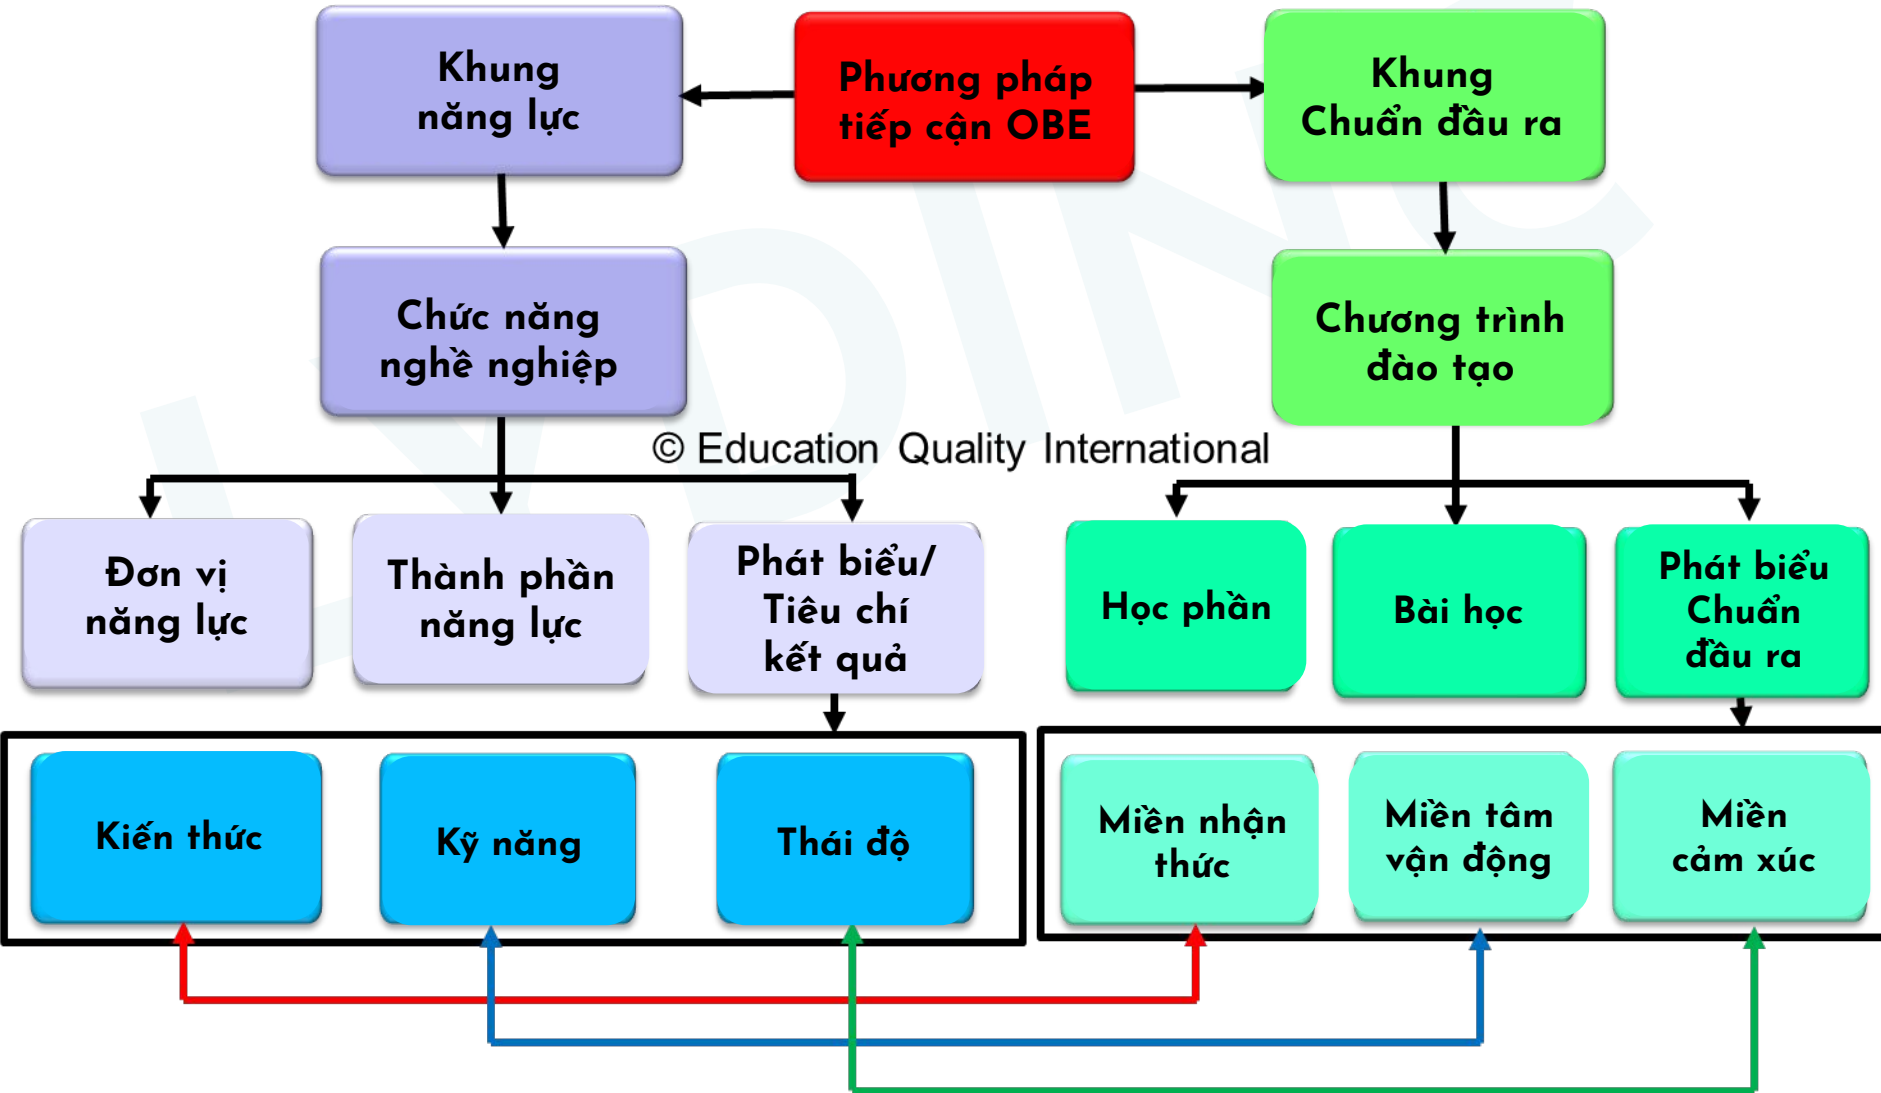 Khung
năng lực
Phương pháp
tiếp cận OBE
Khung
Chuẩn đầu ra
Chức năng
nghề nghiệp
Chương trình
đào tạo
© Education Quality International
Đơn vị
năng lực
Thành phần
năng lực
Phát biểu/
Tiêu chí
kết quả
Học phần
Bài học
Phát biểu
Chuẩn
đầu ra
Kiến thức
Kỹ năng
Thái độ
Miền nhận
thức
Miền tâm
vận động
Miền
cảm xúc